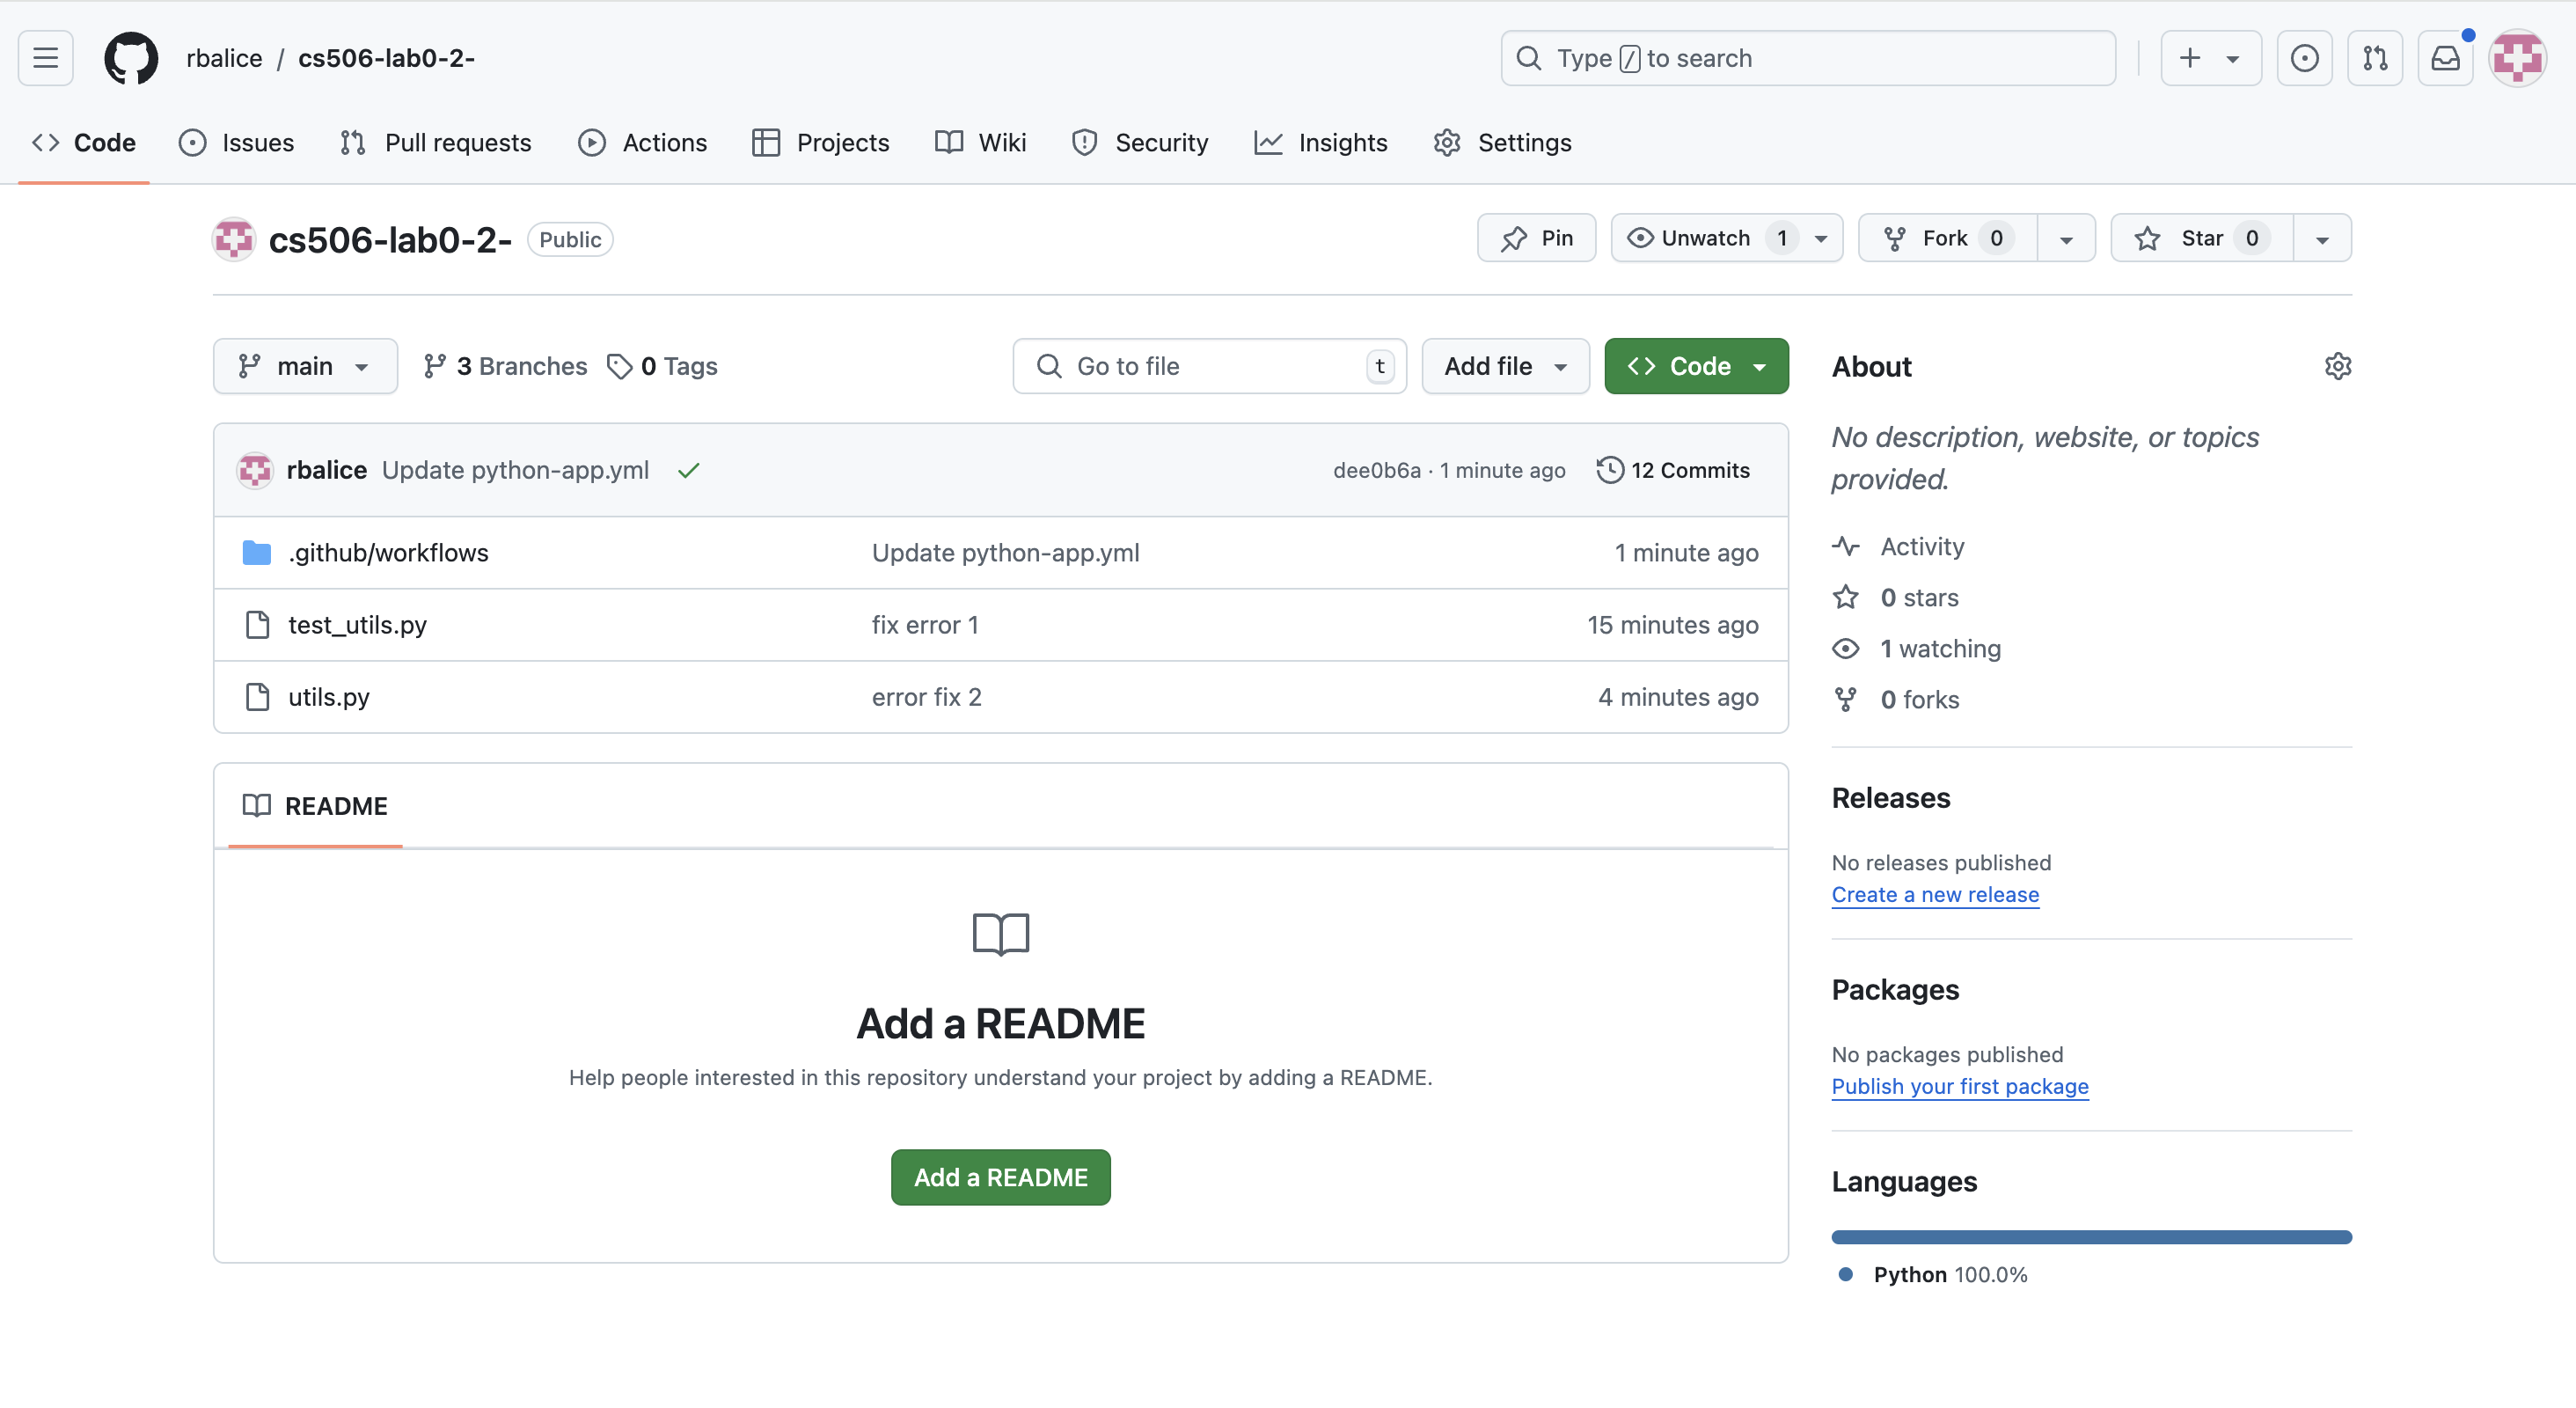 rbalice / cs506-lab0-2-
Type / to search
Code Issues Pull requests Actions Projects Wiki Security Insights Settings
cs506-lab0-2- Public
Pin Unwatch 1 Fork 0 Star 0
main 3 Branches 0 Tags
Go to file t Add file Code
rbalice Update python-app.yml dee0b6a · 1 minute ago 12 Commits
.github/workflows Update python-app.yml 1 minute ago
test_utils.py fix error 1 15 minutes ago
utils.py error fix 2 4 minutes ago
README
Add a README
Help people interested in this repository understand your project by adding a README.
Add a README
About
No description, website, or topics
provided.
Activity
0 stars
1 watching
0 forks
Releases
No releases published
Create a new release
Packages
No packages published
Publish your first package
Languages
Python 100.0%